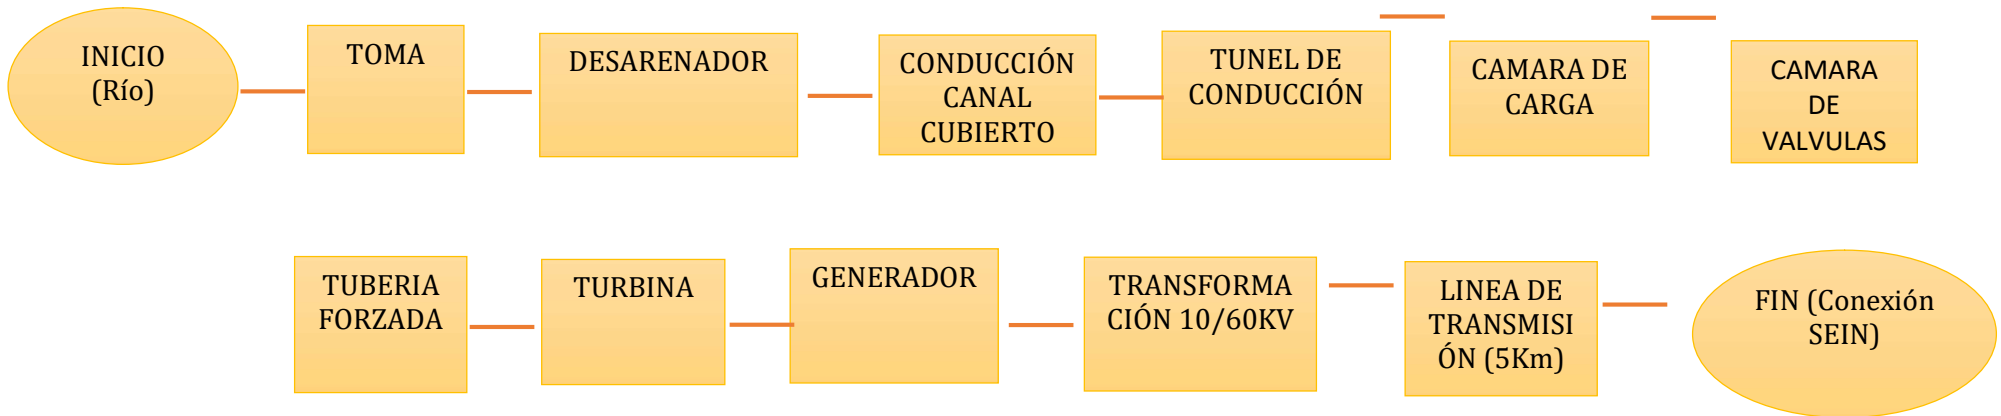 INICIO
(Río)
TOMA
DESARENADOR
CONDUCCIÓN
CANAL
CUBIERTO
TUNEL DE
CONDUCCIÓN
CAMARA DE
CARGA
CAMARA
DE
VALVULAS
TUBERIA
FORZADA
TURBINA
GENERADOR
TRANSFORMA
CIÓN 10/60KV
LINEA DE
TRANSMISI
ÓN (5Km)
FIN (Conexión
SEIN)